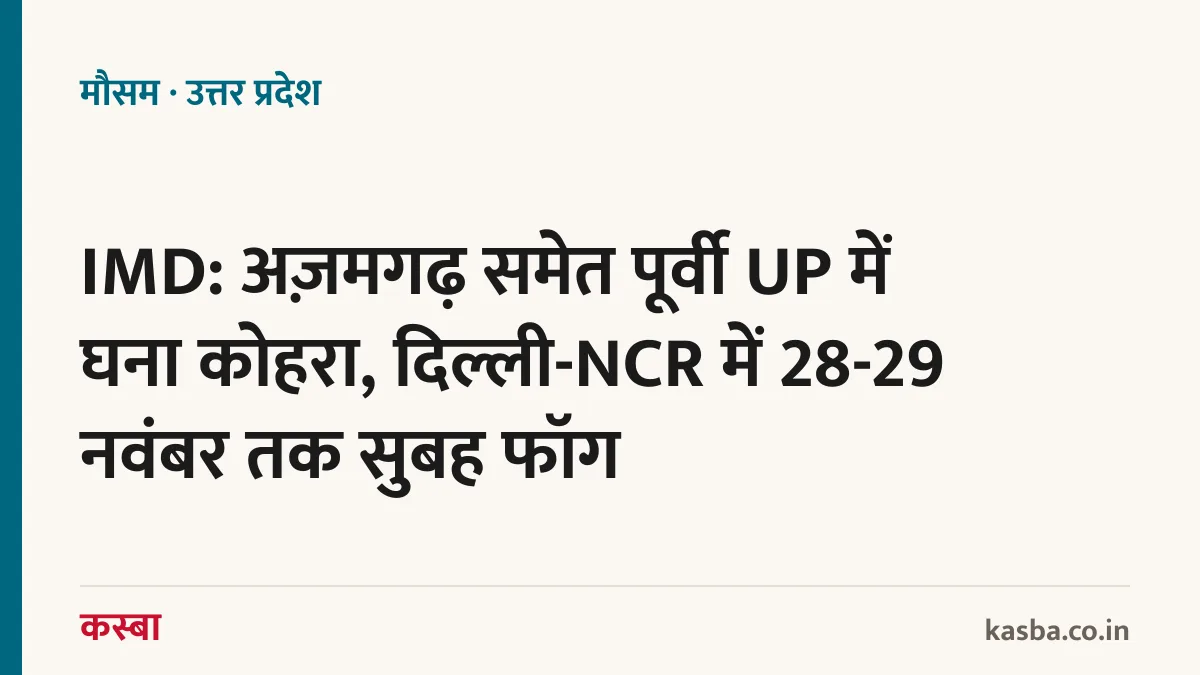 मौसम · उत्तर प्रदेश
IMD: अज़मगढ़ समेत पूर्वी UP में
घना कोहरा, दिल्ली-NCR में 28-29
नवंबर तक सुबह फॉग
कस्बा
kasba.co.in